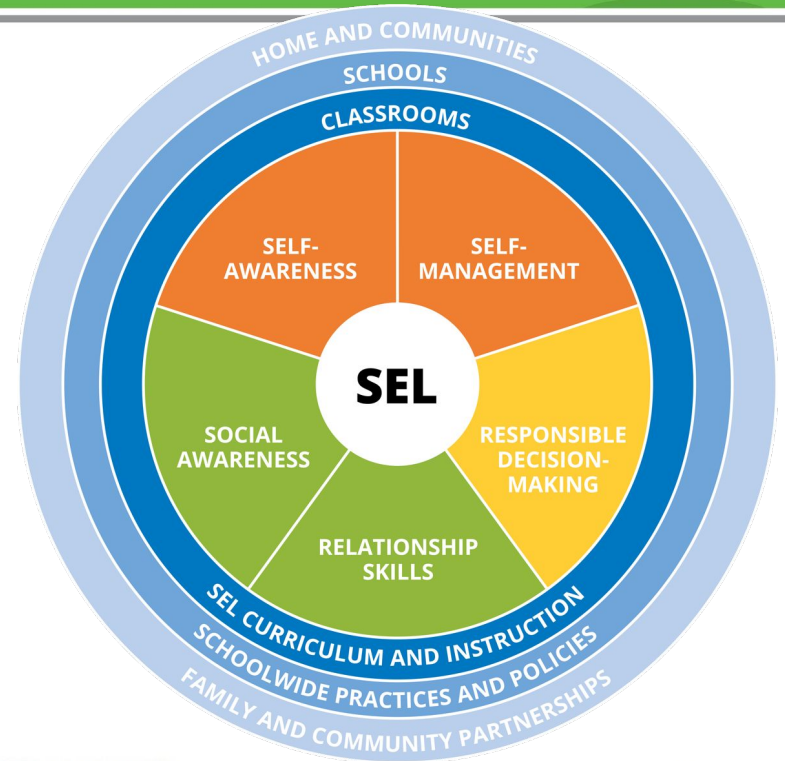 HOME AND COMMUNITIES
SCHOOLS
CLASSROOMS
SELF-
AWARENESS
SELF-
MANAGEMENT
SEL
SOCIAL
AWARENESS
RESPONSIBLE
DECISION-
MAKING
RELATIONSHIP
SKILLS
SEL CURRICULUM AND INSTRUCTION
SCHOOLWIDE PRACTICES AND POLICIES
FAMILY AND COMMUNITY PARTNERSHIPS